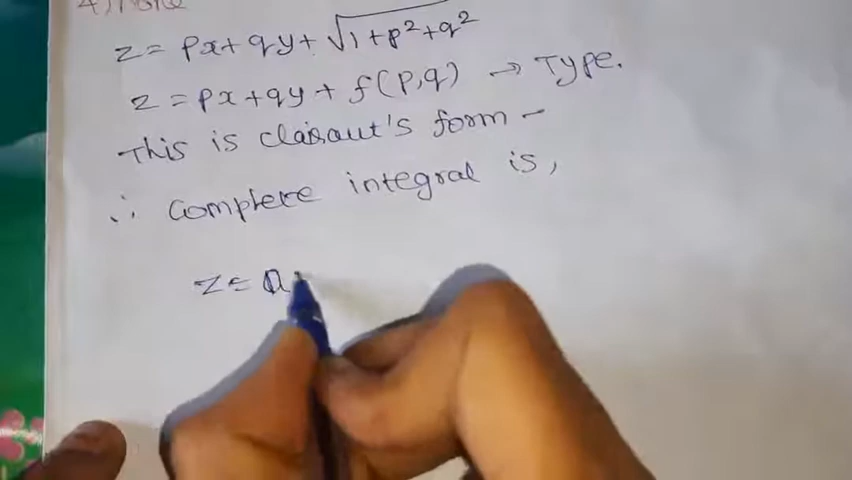 z = px + qy + √1+p²+q²
z = px + qy + f(p,q) → Type.
This is clairaut's form -
∴ Complete integral is,
z = a